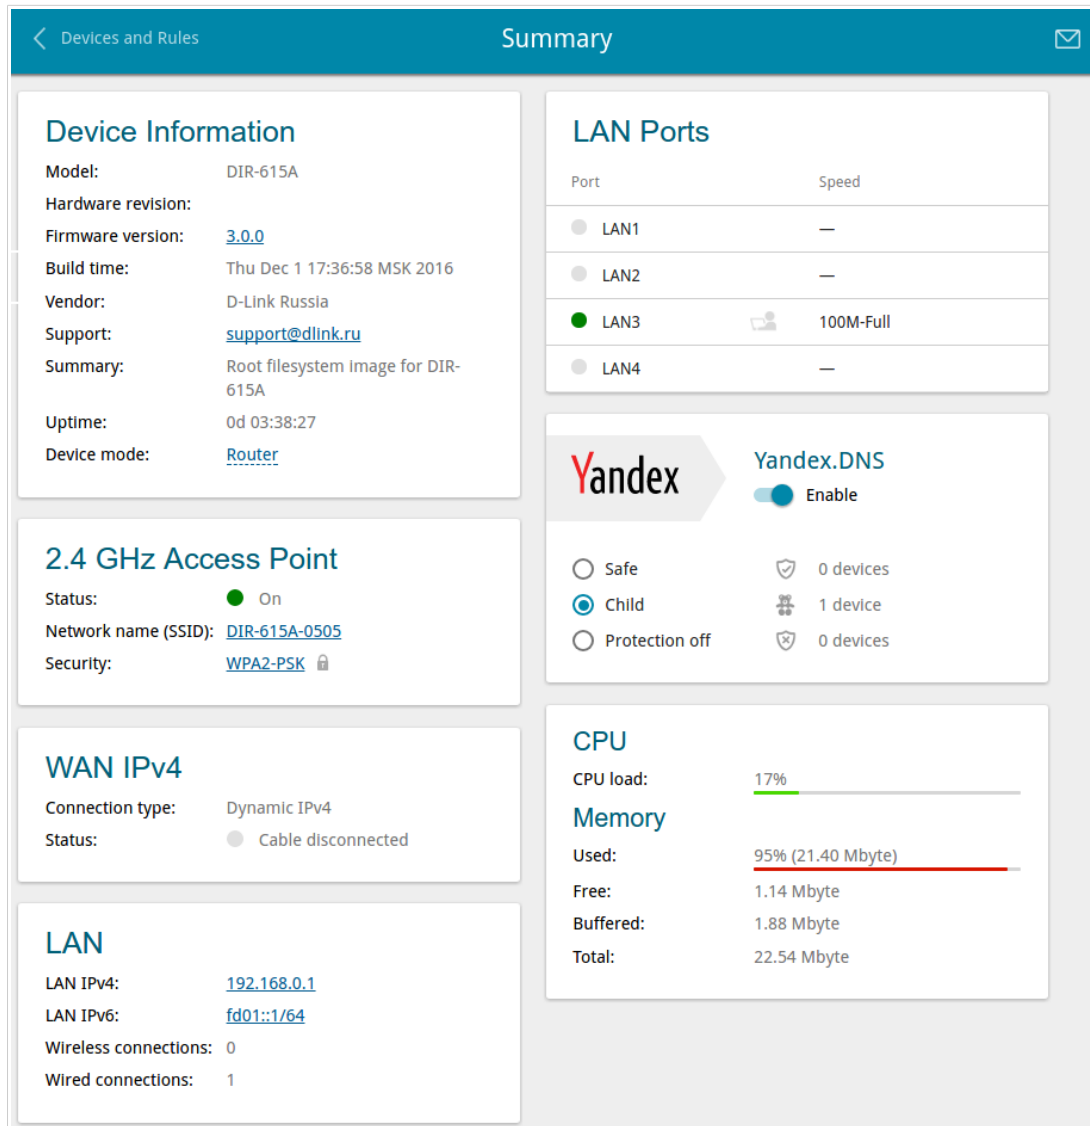 Devices and Rules
Summary
Device Information
Model: DIR-615A
Hardware revision:
Firmware version: 3.0.0
Build time: Thu Dec 1 17:36:58 MSK 2016
Vendor: D-Link Russia
Support: support@dlink.ru
Summary: Root filesystem image for DIR-
615A
Uptime: 0d 03:38:27
Device mode: Router
2.4 GHz Access Point
Status: On
Network name (SSID): DIR-615A-0505
Security: WPA2-PSK
WAN IPv4
Connection type: Dynamic IPv4
Status: Cable disconnected
LAN
LAN IPv4: 192.168.0.1
LAN IPv6: fd01::1/64
Wireless connections: 0
Wired connections: 1
LAN Ports
Port Speed
LAN1 —
LAN2 —
LAN3 100M-Full
LAN4 —
Yandex
Yandex.DNS
Enable
Safe 0 devices
Child 1 device
Protection off 0 devices
CPU
CPU load: 17%
Memory
Used: 95% (21.40 Mbyte)
Free: 1.14 Mbyte
Buffered: 1.88 Mbyte
Total: 22.54 Mbyte